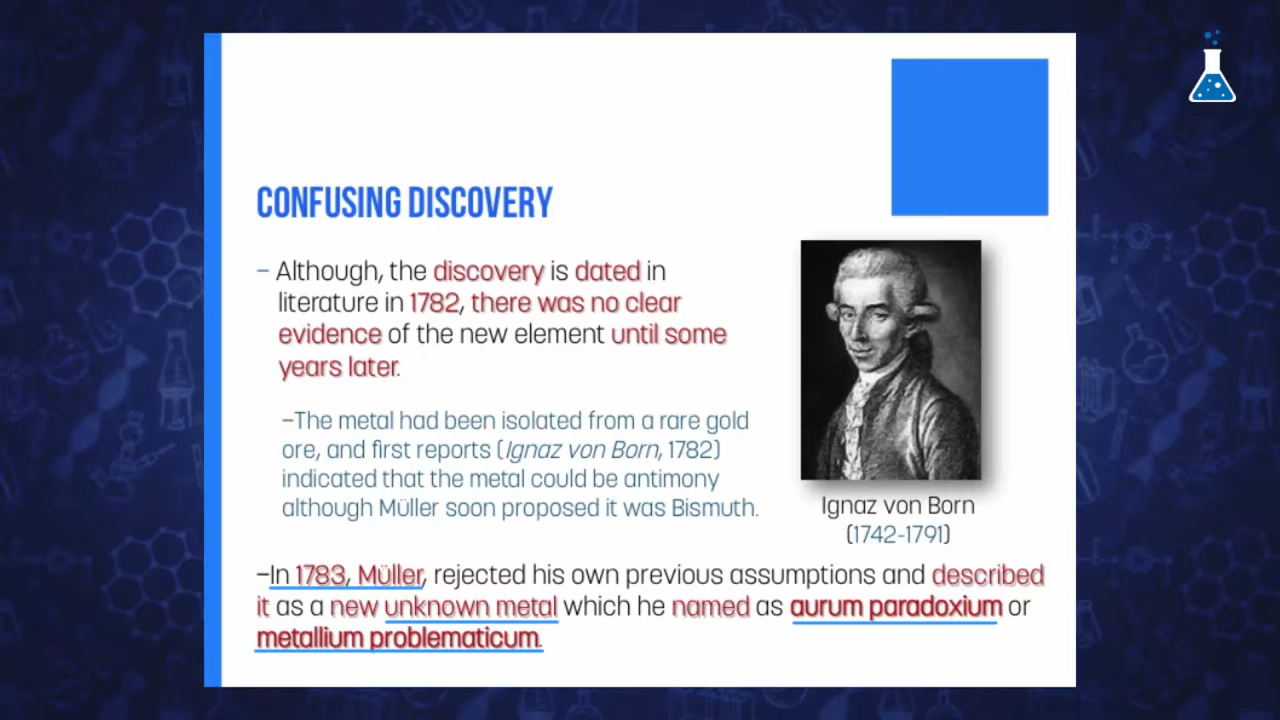 CONFUSING DISCOVERY
– Although, the discovery is dated in
literature in 1782, there was no clear
evidence of the new element until some
years later.
–The metal had been isolated from a rare gold
ore, and first reports (Ignaz von Born, 1782)
indicated that the metal could be antimony
although Müller soon proposed it was Bismuth.
Ignaz von Born
(1742-1791)
–In 1783, Müller, rejected his own previous assumptions and described
it as a new unknown metal which he named as aurum paradoxium or
metallium problematicum.